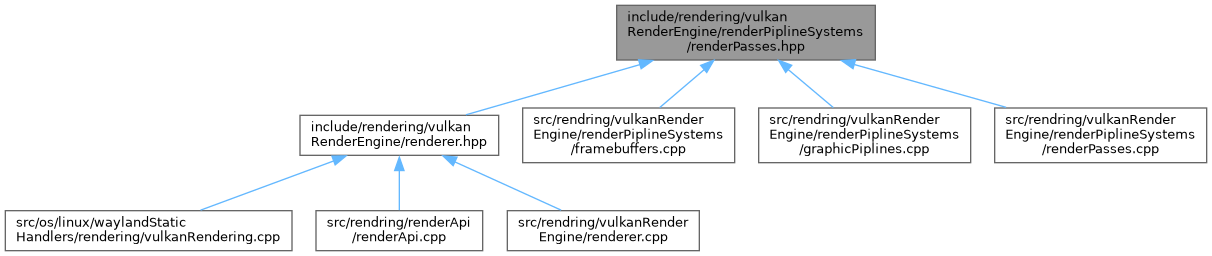 include/rendering/vulkan
RenderEngine/renderPiplineSystems
/renderPasses.hpp
include/rendering/vulkan
RenderEngine/renderer.hpp
src/rendring/vulkanRender
Engine/renderPiplineSystems
/framebuffers.cpp
src/rendring/vulkanRender
Engine/renderPiplineSystems
/graphicPiplines.cpp
src/rendring/vulkanRender
Engine/renderPiplineSystems
/renderPasses.cpp
src/os/linux/waylandStatic
Handlers/rendering/vulkanRendering.cpp
src/rendring/renderApi
/renderApi.cpp
src/rendring/vulkanRender
Engine/renderer.cpp